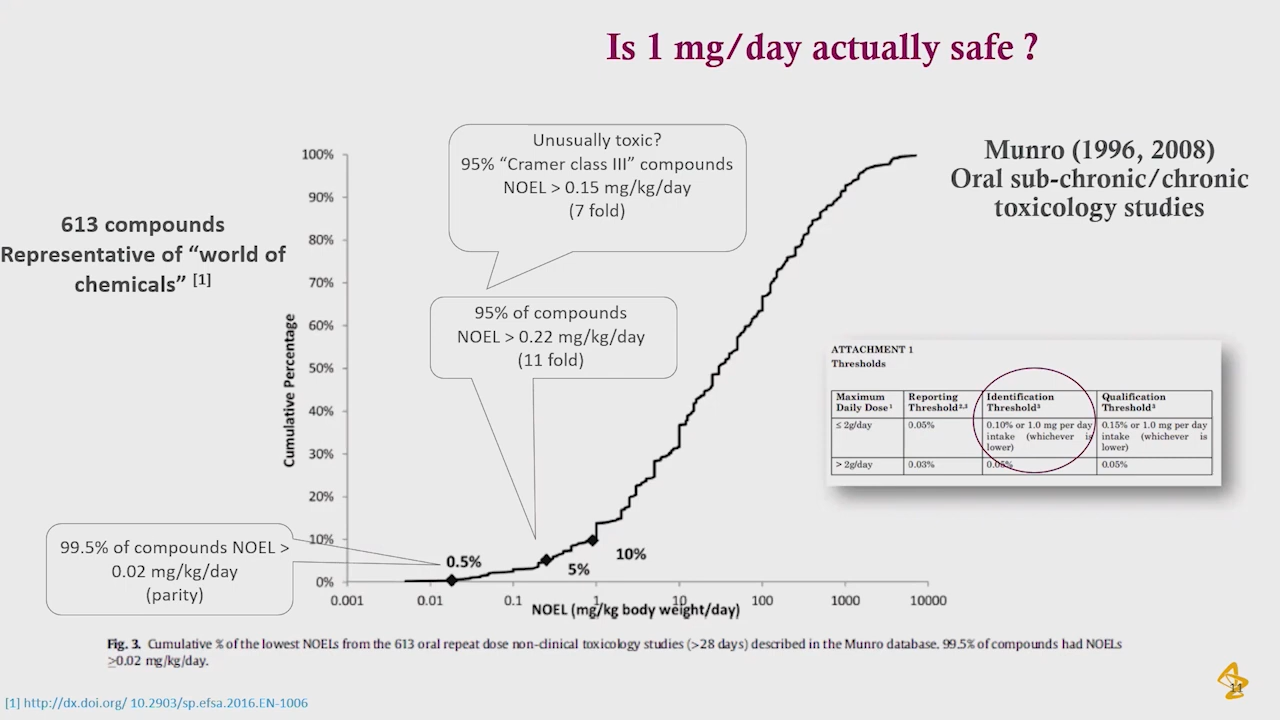 Is 1 mg/day actually safe ?
Munro (1996, 2008)
Oral sub-chronic/chronic
toxicology studies
613 compounds
Representative of “world of
chemicals” [1]
Unusually toxic?
95% “Cramer class III” compounds
NOEL > 0.15 mg/kg/day
(7 fold)
95% of compounds
NOEL > 0.22 mg/kg/day
(11 fold)
99.5% of compounds NOEL >
0.02 mg/kg/day
(parity)
Cumulative Percentage
100%
90%
80%
70%
60%
50%
40%
30%
20%
10%
0%
0.5%
5%
10%
0.001 0.01 0.1 1 10 100 1000 10000
NOEL (mg/kg body weight/day)
ATTACHMENT 1
Thresholds
Maximum Daily Dose¹
Reporting Threshold²,³
Identification Threshold³
Qualification Threshold³
≤ 2g/day
0.05%
0.10% or 1.0 mg per day
intake (whichever is
lower)
0.15% or 1.0 mg per day
intake (whichever is
lower)
> 2g/day
0.03%
0.05%
0.05%
Fig. 3. Cumulative % of the lowest NOELs from the 613 oral repeat dose non-clinical toxicology studies (>28 days) described in the Munro database. 99.5% of compounds had NOELs
≥0.02 mg/kg/day.
[1] http://dx.doi.org/ 10.2903/sp.efsa.2016.EN-1006
11